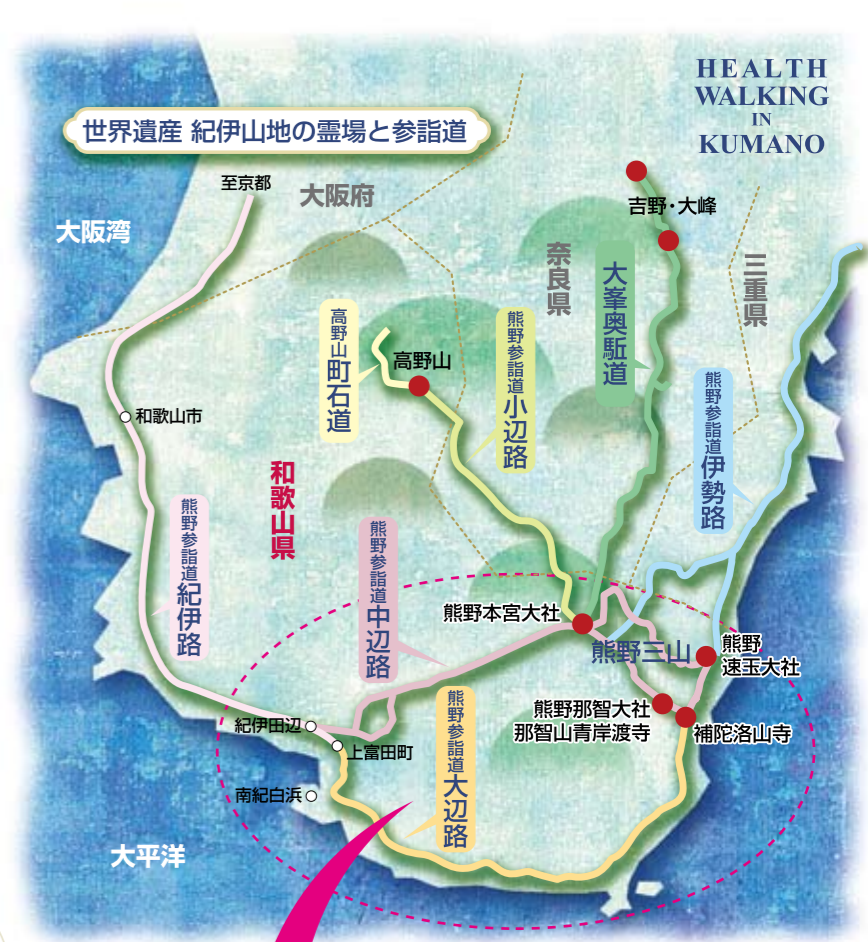 HEALTH
WALKING
IN
KUMANO
世界遺産 紀伊山地の霊場と参詣道
至京都
大阪府
大阪湾
吉野・大峰
奈良県
三重県
大峯奥駈道
高野山町石道
高野山
熊野参詣道小辺路
熊野参詣道伊勢路
和歌山市
和歌山県
熊野参詣道紀伊路
熊野参詣道中辺路
熊野本宮大社
熊野三山
熊野
速玉大社
熊野那智大社
那智山青岸渡寺
補陀洛山寺
紀伊田辺
上富田町
熊野参詣道大辺路
南紀白浜
大平洋